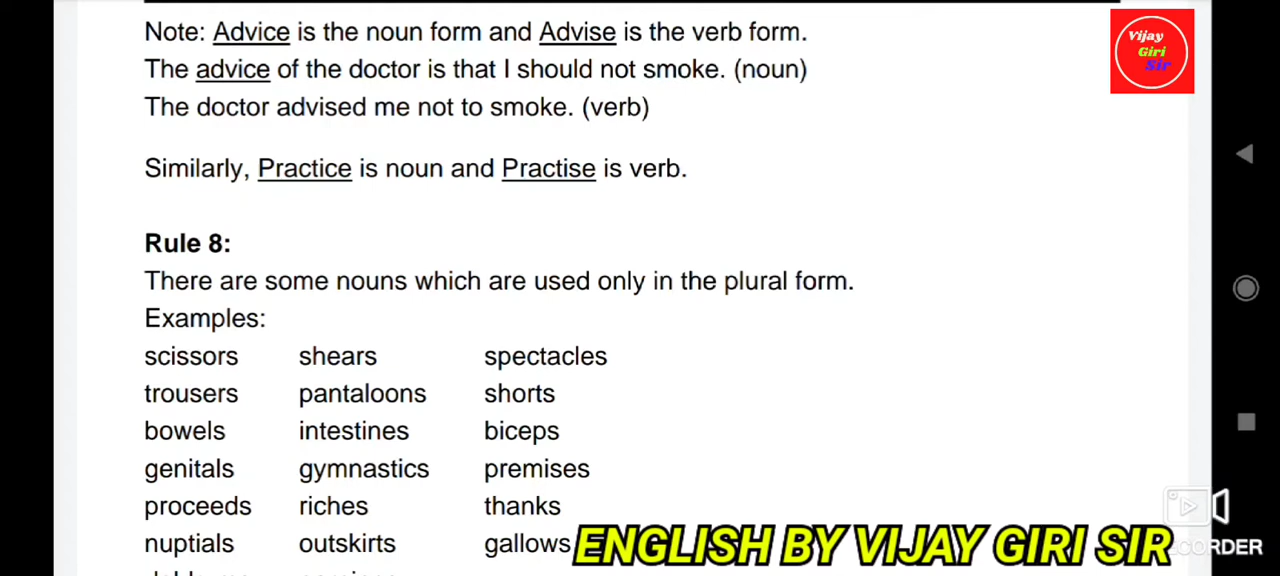 Note: Advice is the noun form and Advise is the verb form.
The advice of the doctor is that I should not smoke. (noun)
The doctor advised me not to smoke. (verb)
Similarly, Practice is noun and Practise is verb.
Rule 8:
There are some nouns which are used only in the plural form.
Examples:
scissors shears spectacles
trousers pantaloons shorts
bowels intestines biceps
genitals gymnastics premises
proceeds riches thanks
nuptials outskirts gallows
Vijay
Giri
Sir
ENGLISH BY VIJAY GIRI SIR